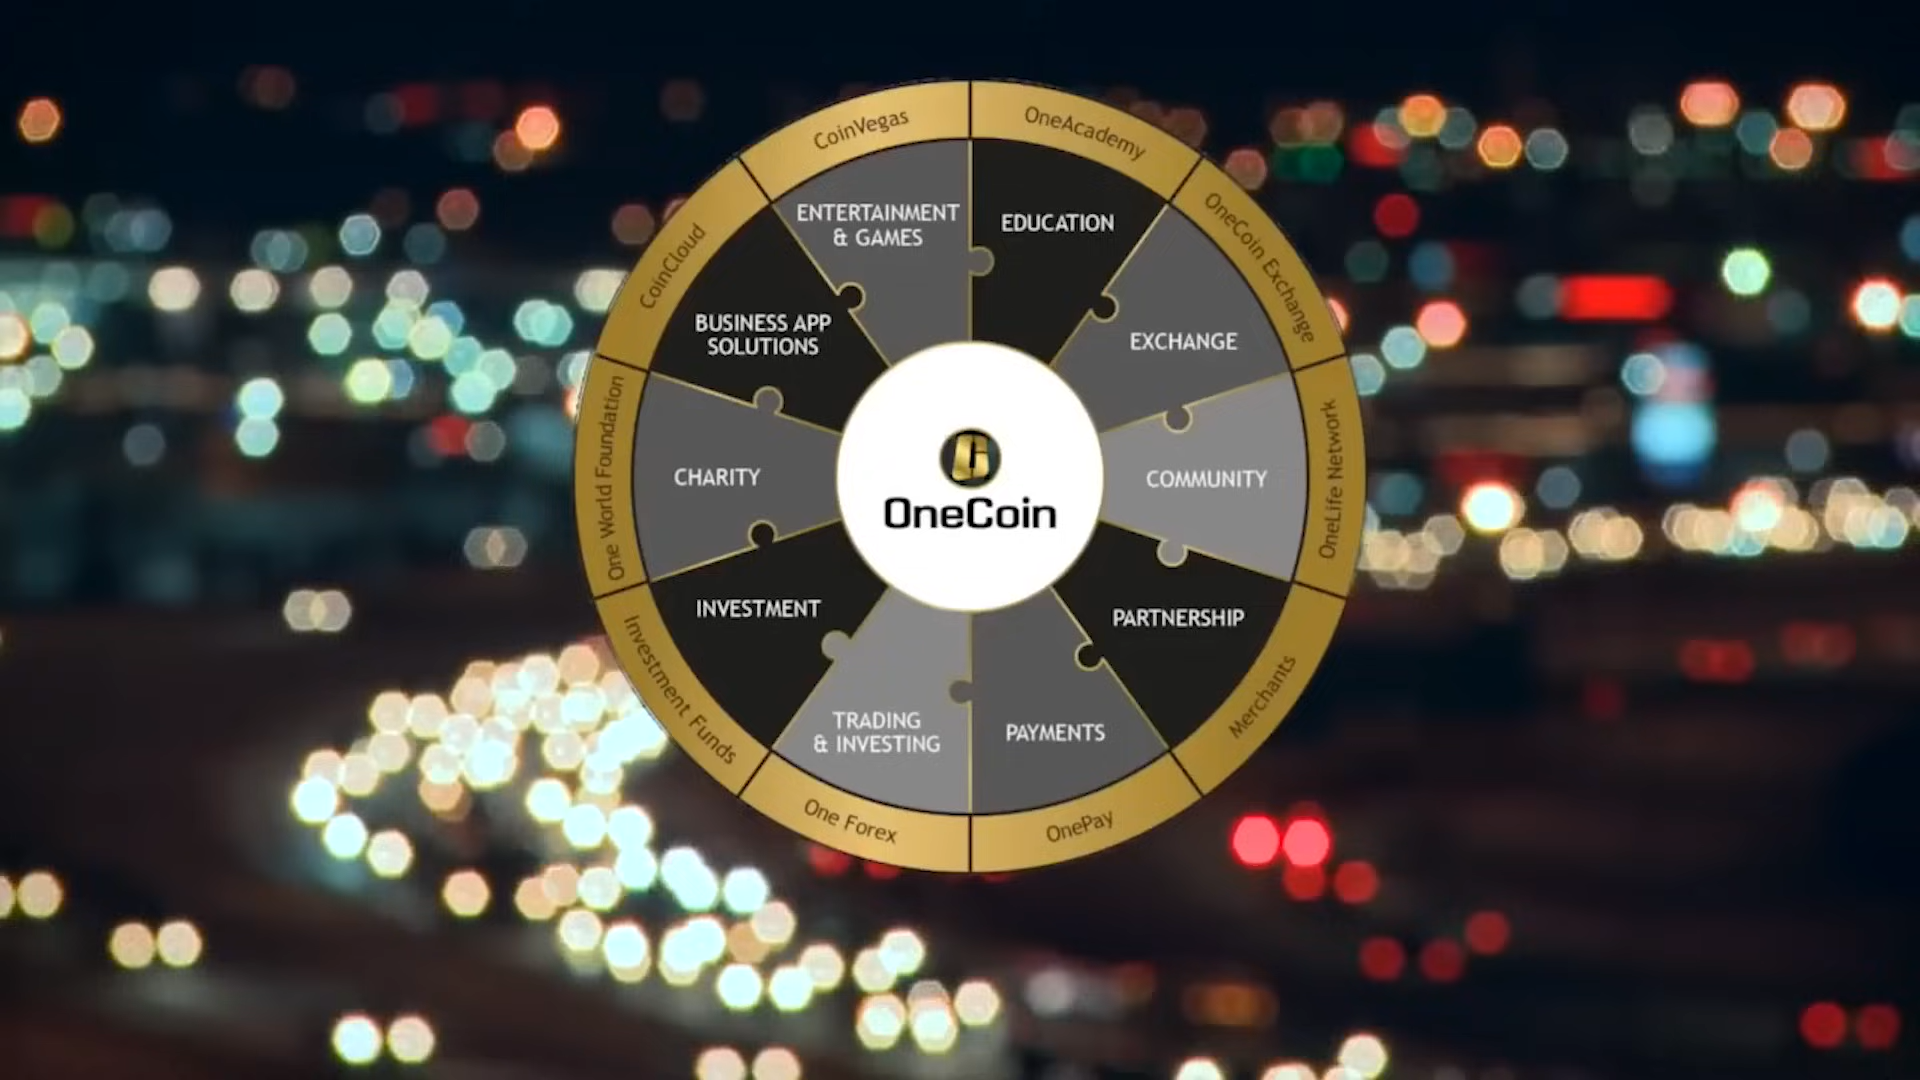 CoinVegas
OneAcademy
OneCoin Exchange
OneLife Network
Merchants
OnePay
One Forex
Investment Funds
One World Foundation
CoinCloud
ENTERTAINMENT
& GAMES
EDUCATION
EXCHANGE
COMMUNITY
PARTNERSHIP
PAYMENTS
TRADING
& INVESTING
INVESTMENT
CHARITY
BUSINESS APP
SOLUTIONS
OneCoin